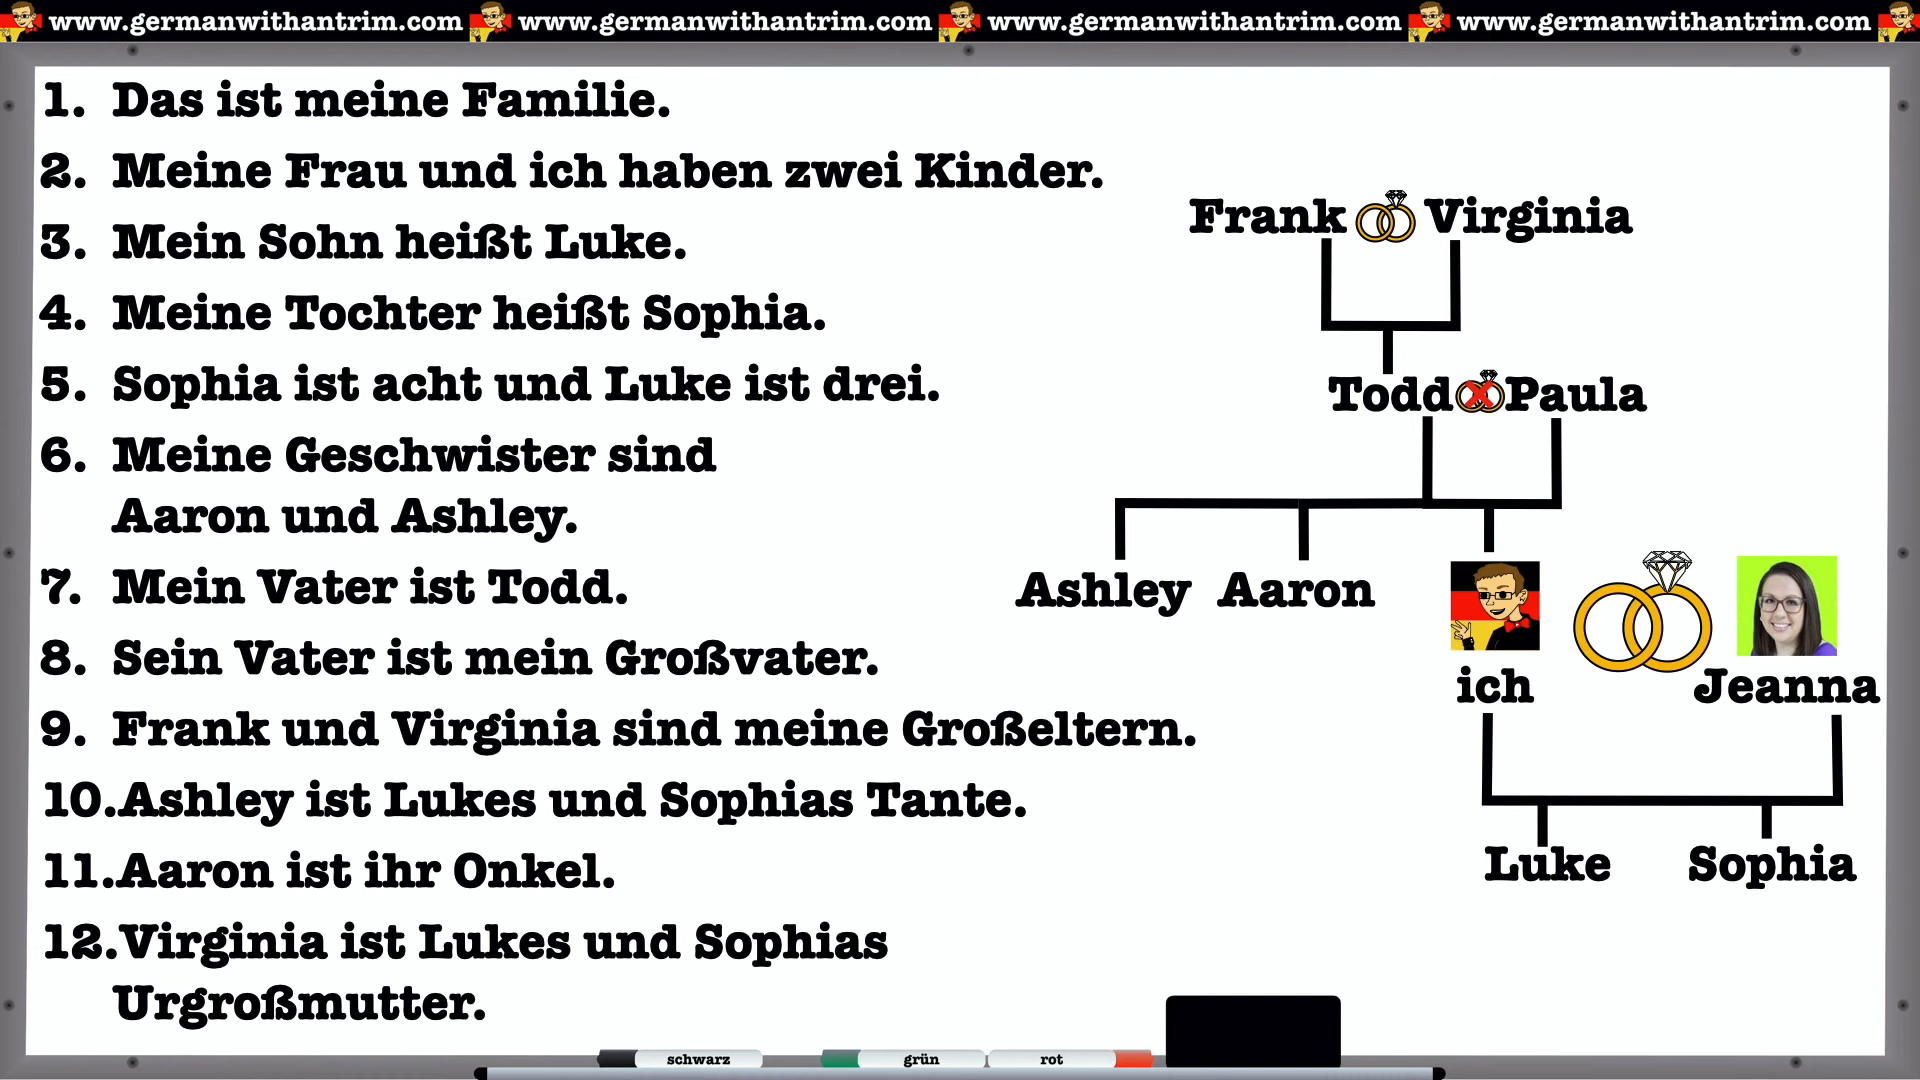 www.germanwithantrim.com www.germanwithantrim.com www.germanwithantrim.com www.germanwithantrim.com
1. Das ist meine Familie.
2. Meine Frau und ich haben zwei Kinder.
3. Mein Sohn heißt Luke.
4. Meine Tochter heißt Sophia.
5. Sophia ist acht und Luke ist drei.
6. Meine Geschwister sind
Aaron und Ashley.
7. Mein Vater ist Todd.
8. Sein Vater ist mein Großvater.
9. Frank und Virginia sind meine Großeltern.
10.Ashley ist Lukes und Sophias Tante.
11.Aaron ist ihr Onkel.
12.Virginia ist Lukes und Sophias
Urgroßmutter.
Frank Virginia
Todd Paula
Ashley Aaron
ich Jeanna
Luke Sophia
schwarz grün rot